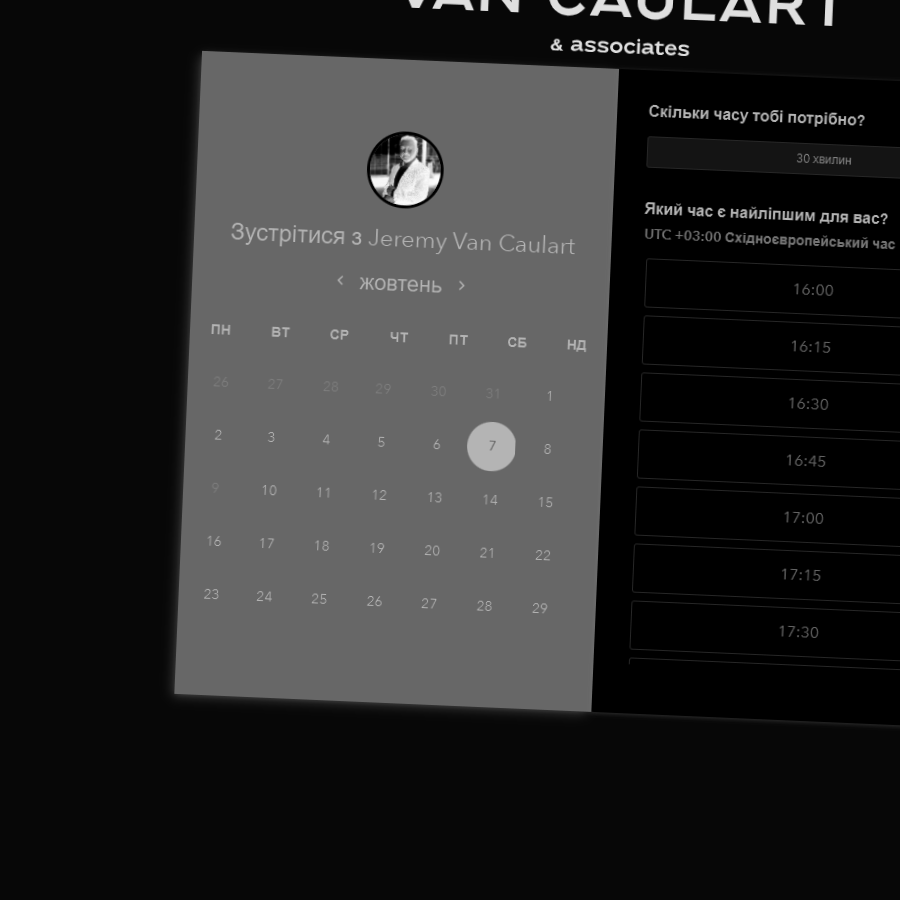 VAN CAULART
& associates
Зустрітися з Jeremy Van Caulart
жовтень
ПН ВТ СР ЧТ ПТ СБ НД
26 27 28 29 30 31 1
2 3 4 5 6 7 8
9 10 11 12 13 14 15
16 17 18 19 20 21 22
23 24 25 26 27 28 29
Скільки часу тобі потрібно?
30 хвилин
Який час є найліпшим для вас?
UTC +03:00 Східноєвропейський час
16:00
16:15
16:30
16:45
17:00
17:15
17:30